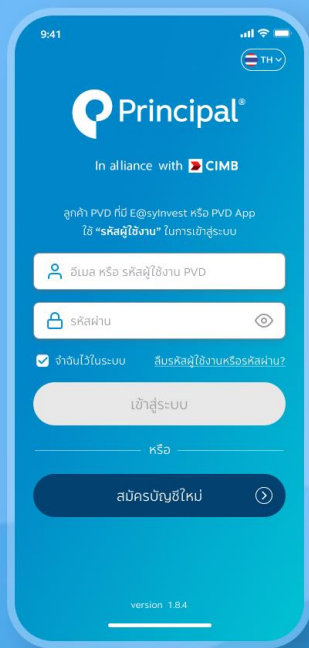 9:41
TH
Principal®
In alliance with CIMB
ลูกค้า PVD ที่มี E@syInvest หรือ PVD App
ใช้ “รหัสผู้ใช้งาน” ในการเข้าสู่ระบบ
อีเมล หรือ รหัสผู้ใช้งาน PVD
รหัสผ่าน
จำฉันไว้ในระบบ ลืมรหัสผู้ใช้งานหรือรหัสผ่าน?
เข้าสู่ระบบ
หรือ
สมัครบัญชีใหม่
version 1.8.4